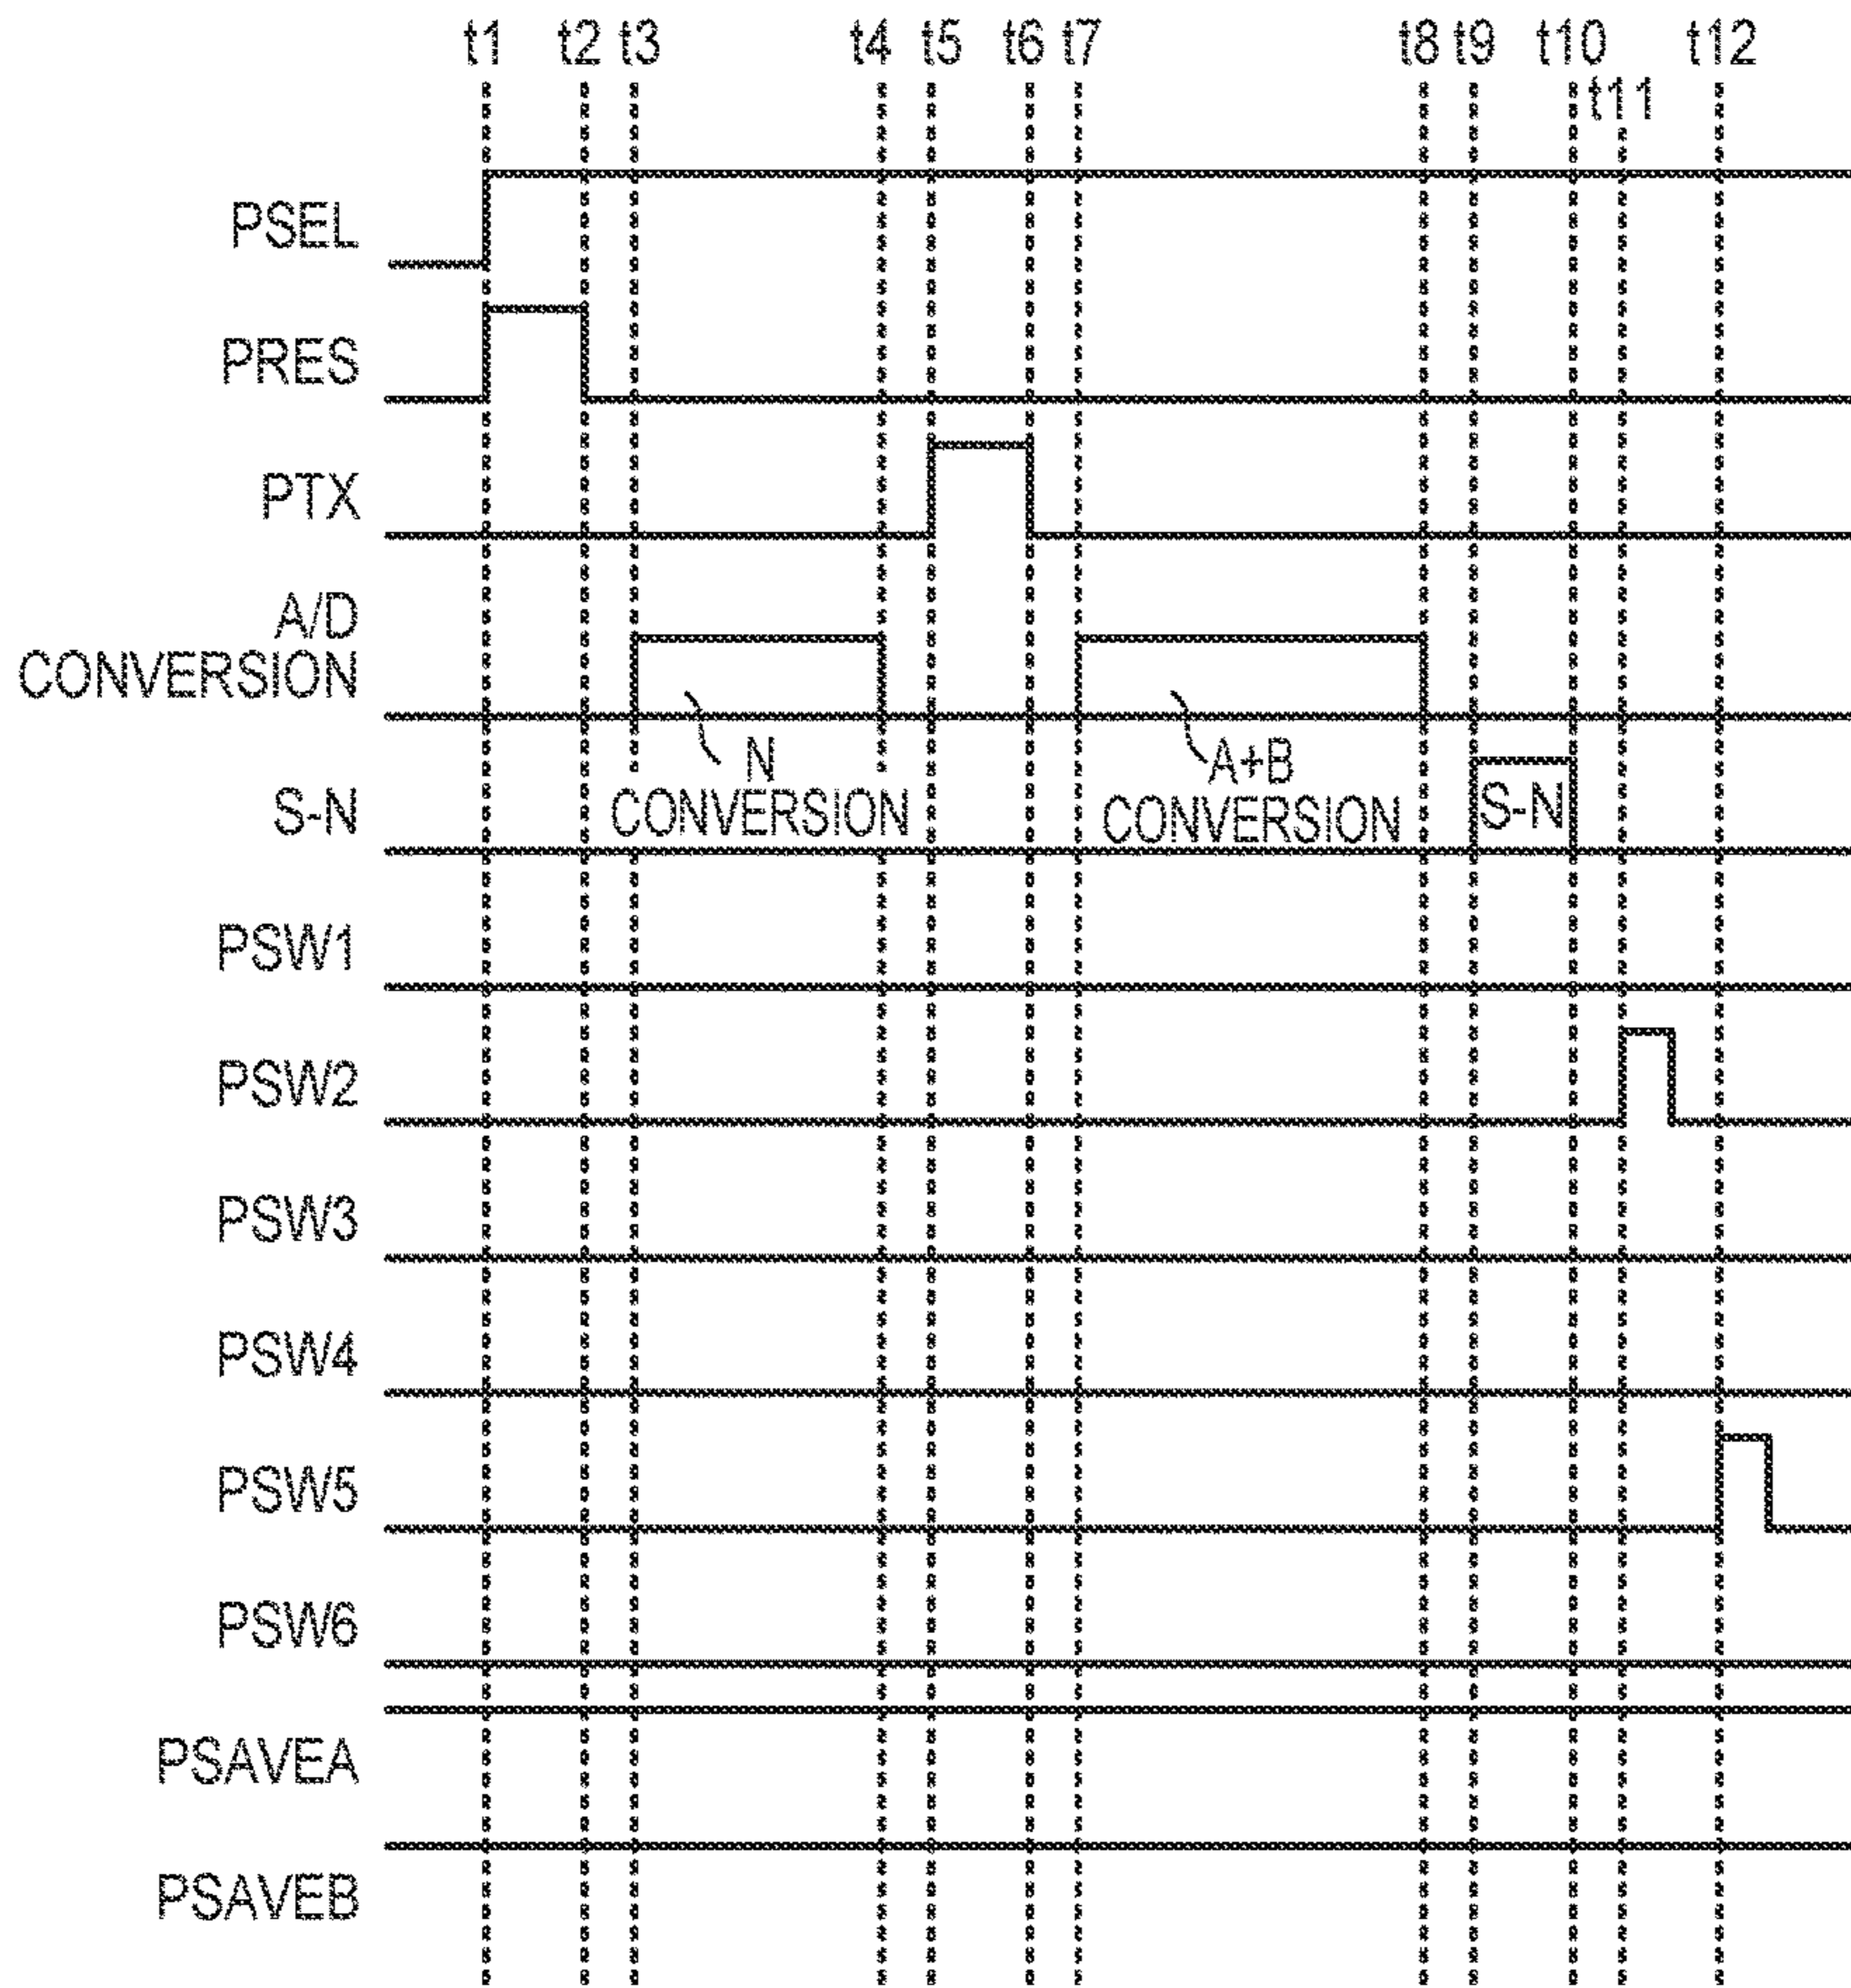 t1 t2 t3 t4 t5 t6 t7 t8 t9 t10 t12
t11
PSEL
PRES
PTX
A/D
CONVERSION
N
CONVERSION
A+B
CONVERSION
S-N
S-N
PSW1
PSW2
PSW3
PSW4
PSW5
PSW6
PSAVEA
PSAVEB